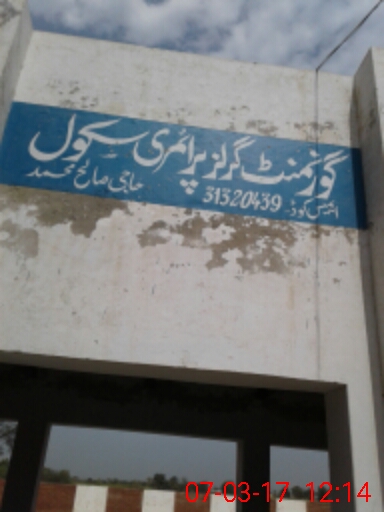 گورنمنٹ گرلز پرائمری سکول
ایمس کوڈ - 31320439 حاجی صالح محمد
07-03-17 12:14